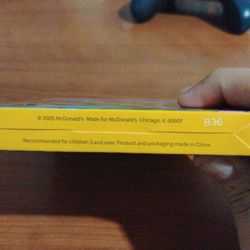 © 2025 McDonald's. Made for McDonald's. Chicago, IL 60607
B36
Recommended for children 3 and over. Product and packaging made in China.